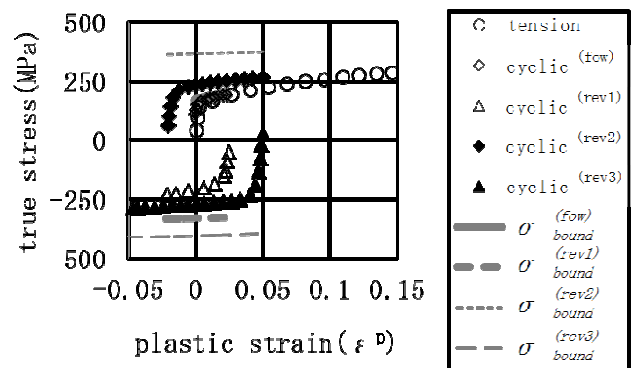 500
250
0
−250
500
true stress(MPa)
-0.05 0 0.05 0.1 0.15
plastic strain(ε p)
tension
cyclic (fow)
cyclic (rev1)
cyclic (rev2)
cyclic (rev3)
σ (fow) bound
σ (rev1) bound
σ (rev2) bound
σ (rev3) bound